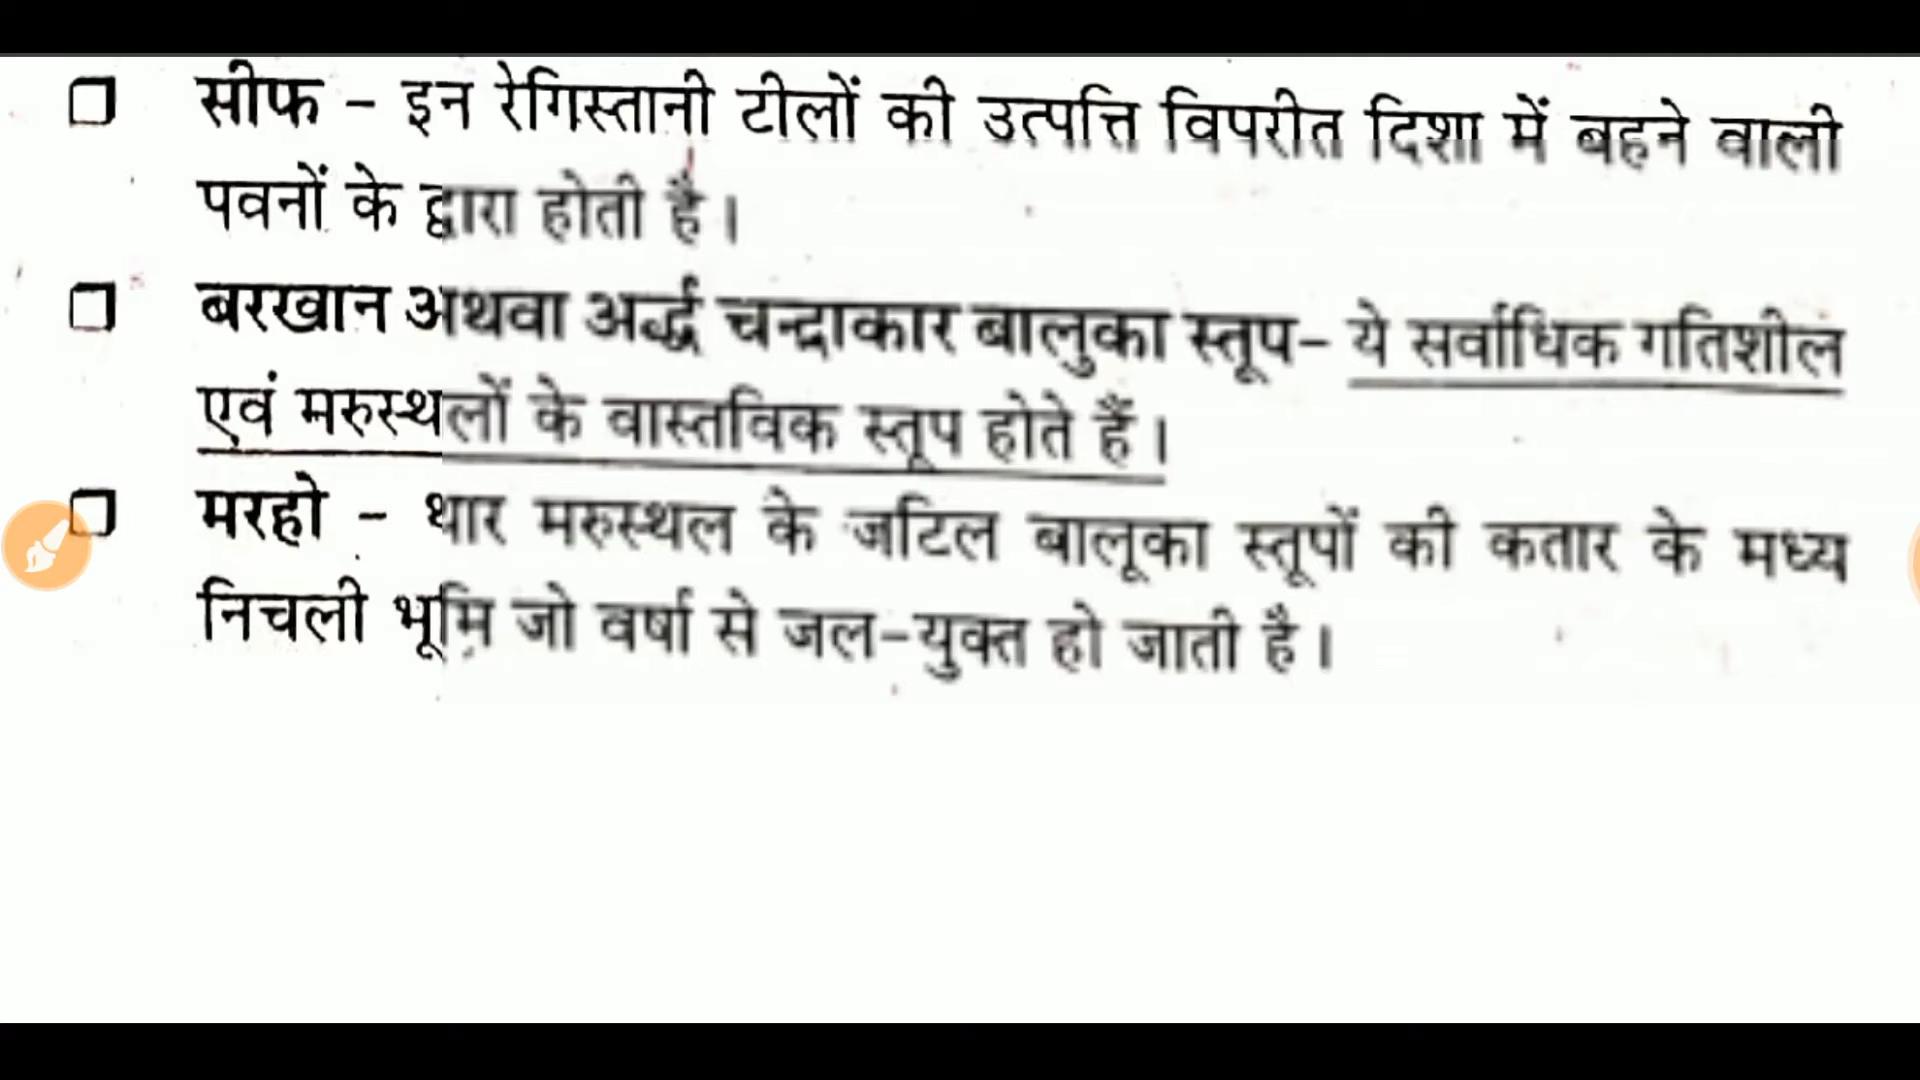 ☐ सीफ - इन रेगिस्तानी टीलों की उत्पत्ति विपरीत दिशा में बहने वाली
पवनों के द्वारा होती है।
☐ बरखान अथवा अर्द्ध चन्द्राकार बालुका स्तूप- ये सर्वाधिक गतिशील
एवं मरुस्थलों के वास्तविक स्तूप होते हैं।
☐ मरहो - थार मरुस्थल के जटिल बालूका स्तूपों की कतार के मध्य
निचली भूमि जो वर्षा से जल-युक्त हो जाती है।